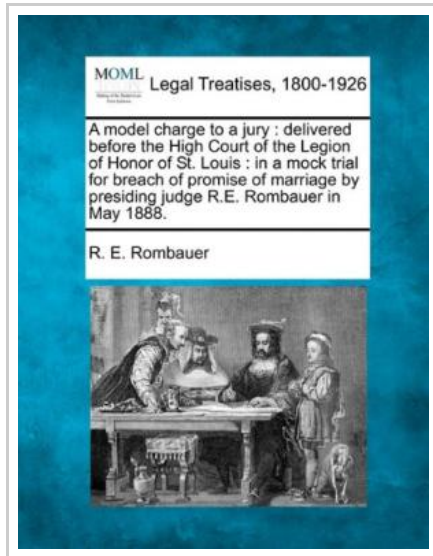 MOML
Legal Treatises, 1800-1926
A model charge to a jury : delivered
before the High Court of the Legion
of Honor of St. Louis : in a mock trial
for breach of promise of marriage by
presiding judge R.E. Rombauer in
May 1888.
R. E. Rombauer